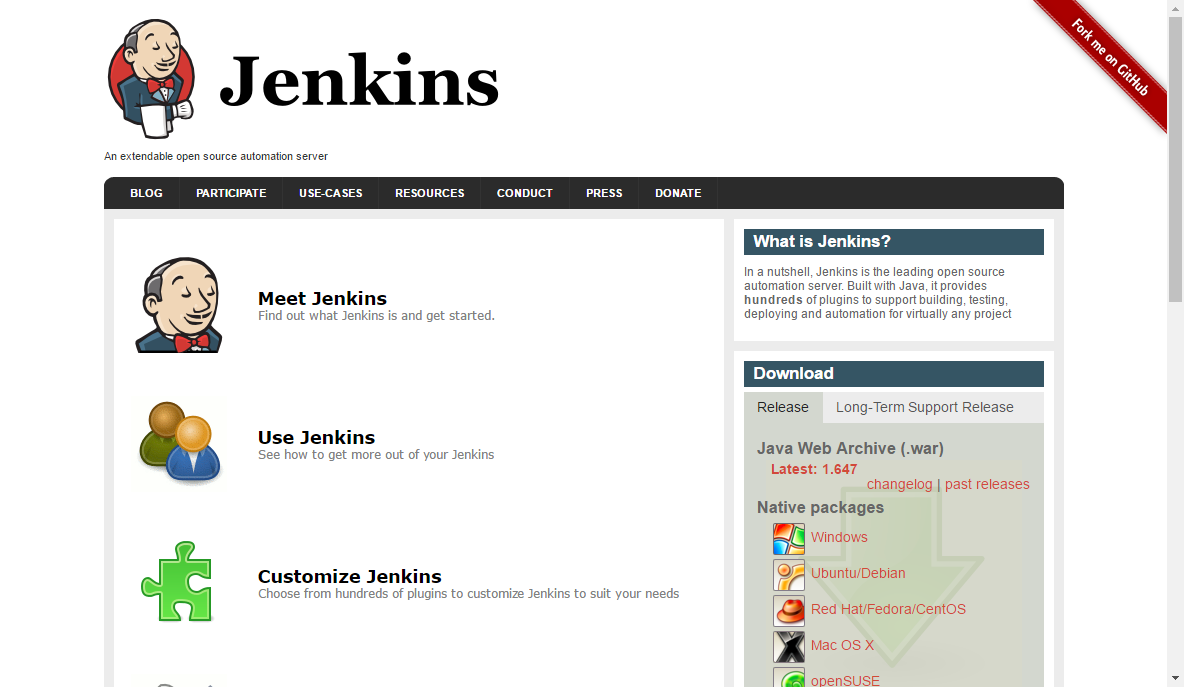 Fork me on GitHub
Jenkins
An extendable open source automation server
BLOG PARTICIPATE USE-CASES RESOURCES CONDUCT PRESS DONATE
Meet Jenkins
Find out what Jenkins is and get started.
Use Jenkins
See how to get more out of your Jenkins
Customize Jenkins
Choose from hundreds of plugins to customize Jenkins to suit your needs
What is Jenkins?
In a nutshell, Jenkins is the leading open source
automation server. Built with Java, it provides
hundreds of plugins to support building, testing,
deploying and automation for virtually any project
Download
Release Long-Term Support Release
Java Web Archive (.war)
Latest: 1.647
changelog | past releases
Native packages
Windows
Ubuntu/Debian
Red Hat/Fedora/CentOS
Mac OS X
openSUSE